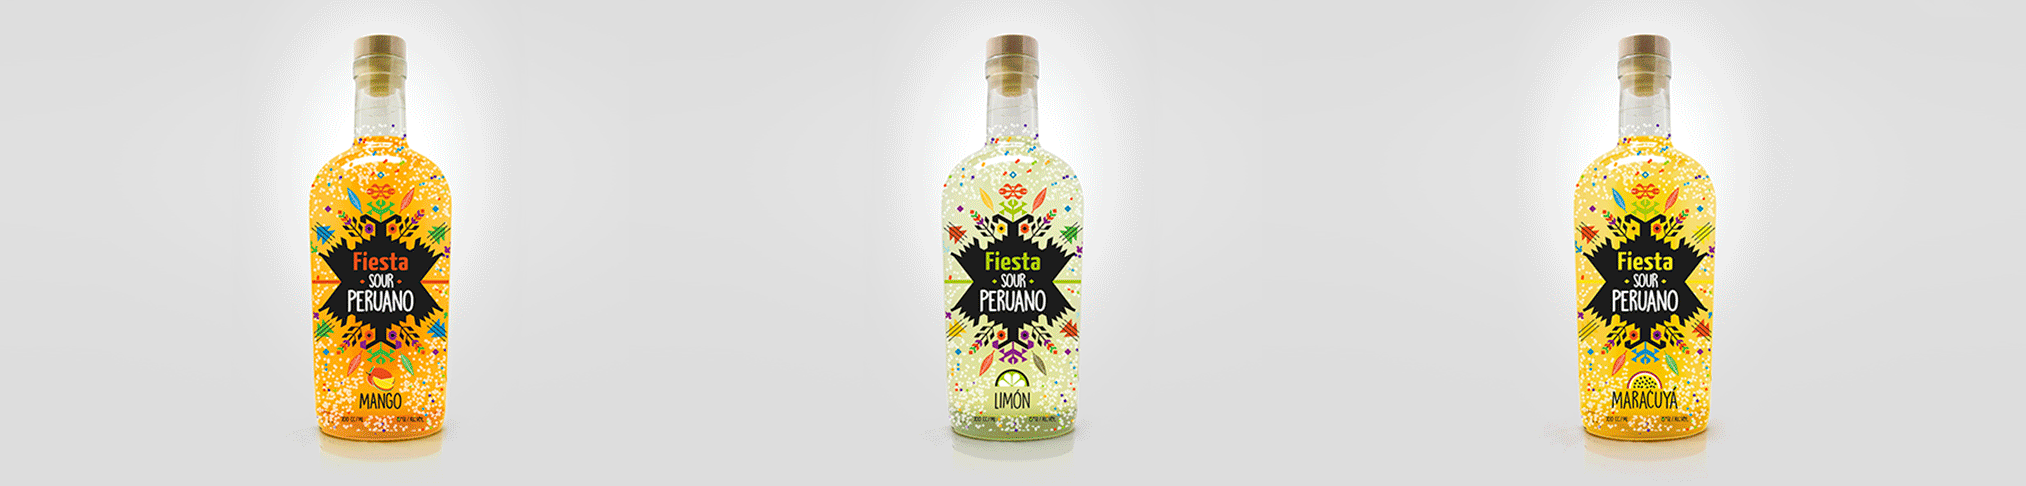 Fiesta
SOUR
PERUANO
MANGO
Fiesta
SOUR
PERUANO
LIMÓN
Fiesta
SOUR
PERUANO
MARACUYÁ